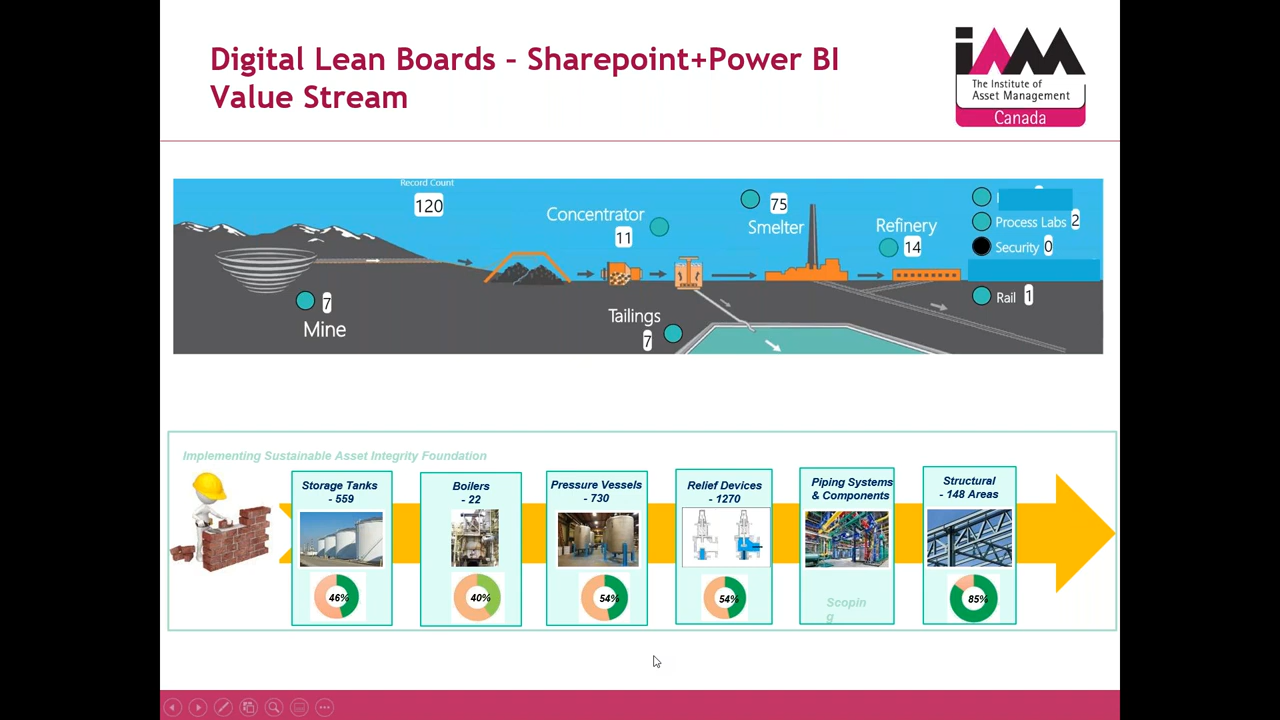 Digital Lean Boards – Sharepoint+Power BI
Value Stream
iAM
The Institute of
Asset Management
Canada
Record Count
120
Concentrator
11
75
Smelter
Refinery
14
Process Labs 2
Security 0
Rail 1
7
Mine
Tailings
7
Implementing Sustainable Asset Integrity Foundation
Storage Tanks
- 559
46%
Boilers
- 22
40%
Pressure Vessels
- 730
54%
Relief Devices
- 1270
54%
Piping Systems
& Components
Scopin
g
Structural
- 148 Areas
85%